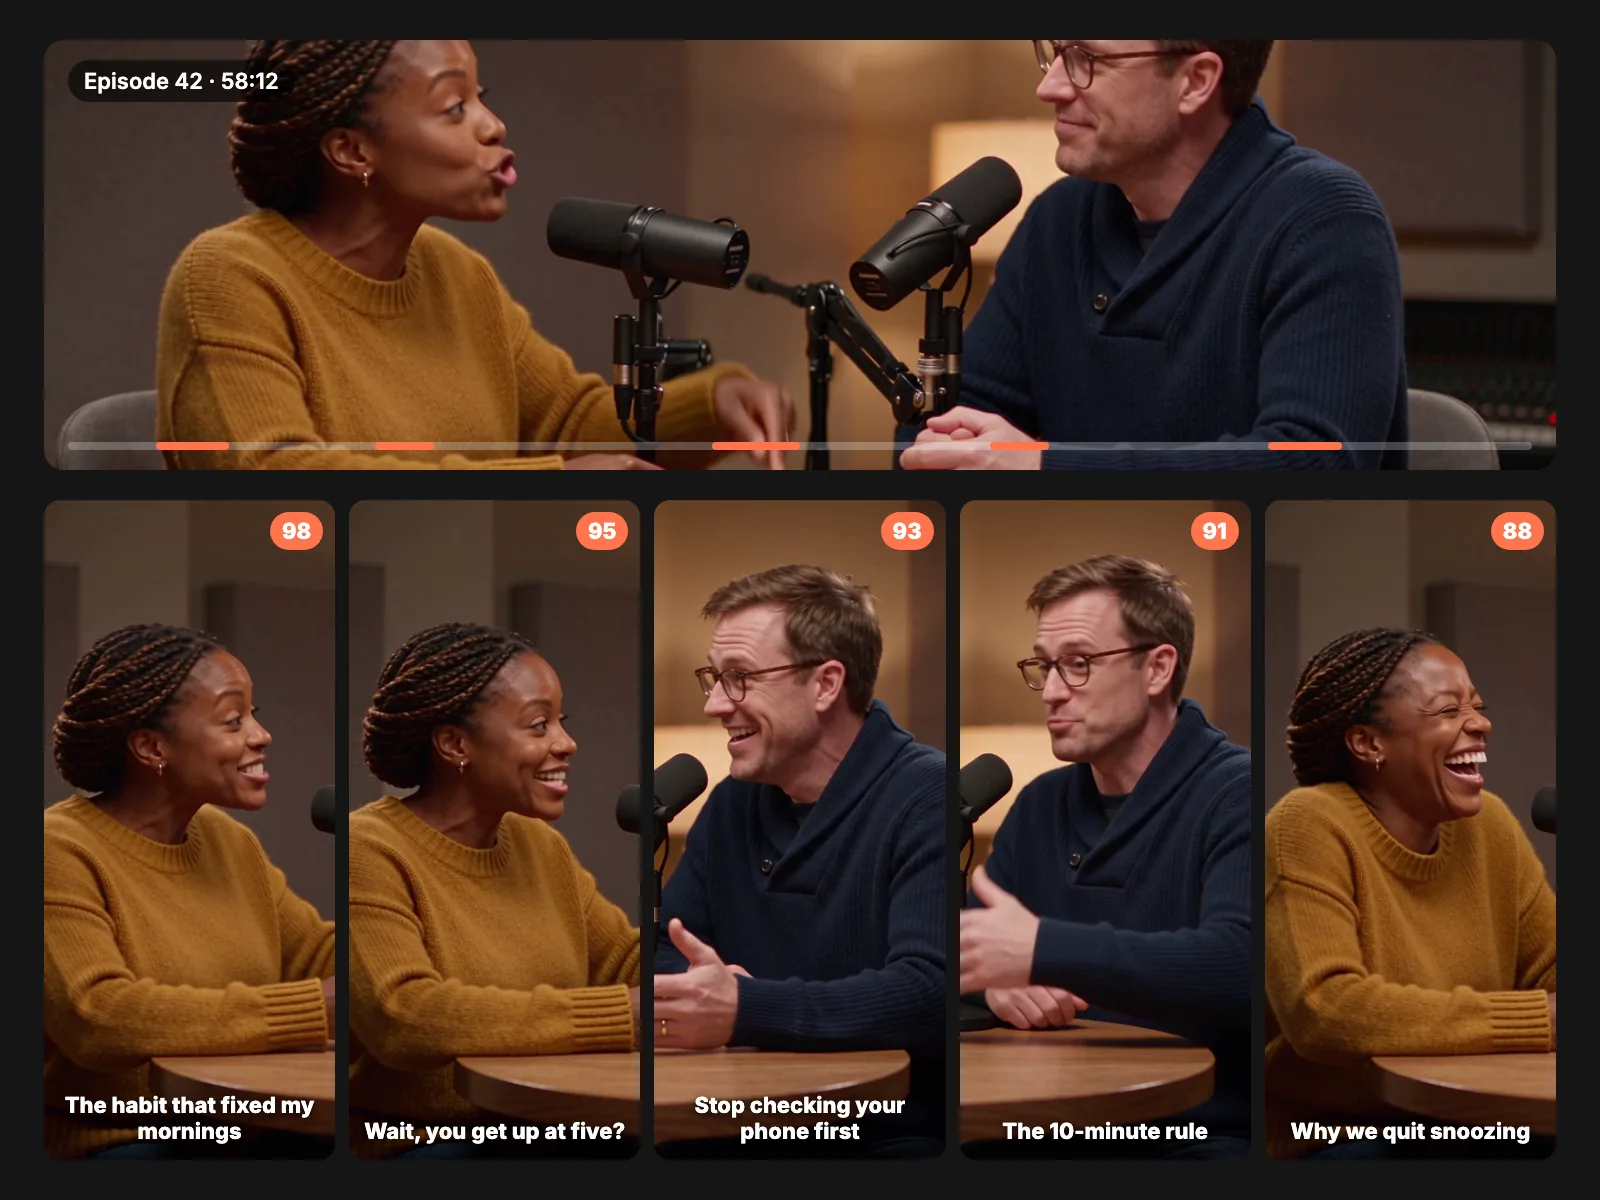 Episode 42 · 58:12
98
95
93
91
88
The habit that fixed my
mornings
Wait, you get up at five?
Stop checking your
phone first
The 10-minute rule
Why we quit snoozing